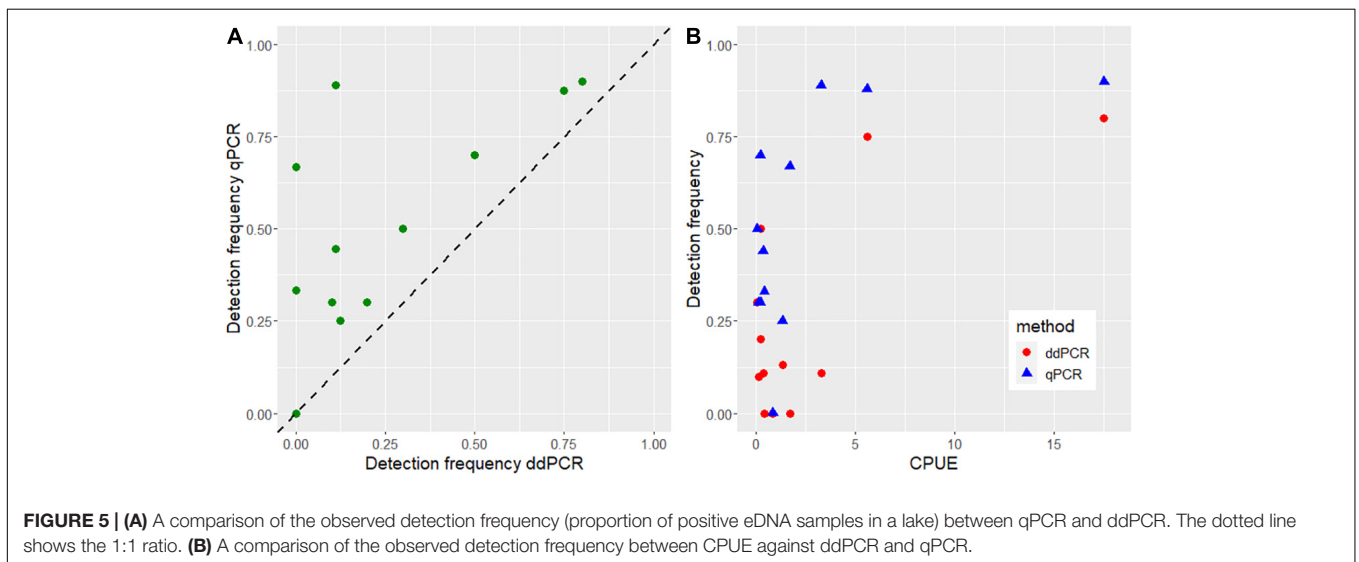 A
1.00
0.75
0.50
0.25
0.00
Detection frequency qPCR
0.00 0.25 0.50 0.75 1.00
Detection frequency ddPCR
B
1.00
0.75
0.50
0.25
0.00
Detection frequency
method
ddPCR
qPCR
0 5 10 15
CPUE
FIGURE 5 | (A) A comparison of the observed detection frequency (proportion of positive eDNA samples in a lake) between qPCR and ddPCR. The dotted line
shows the 1:1 ratio. (B) A comparison of the observed detection frequency between CPUE against ddPCR and qPCR.